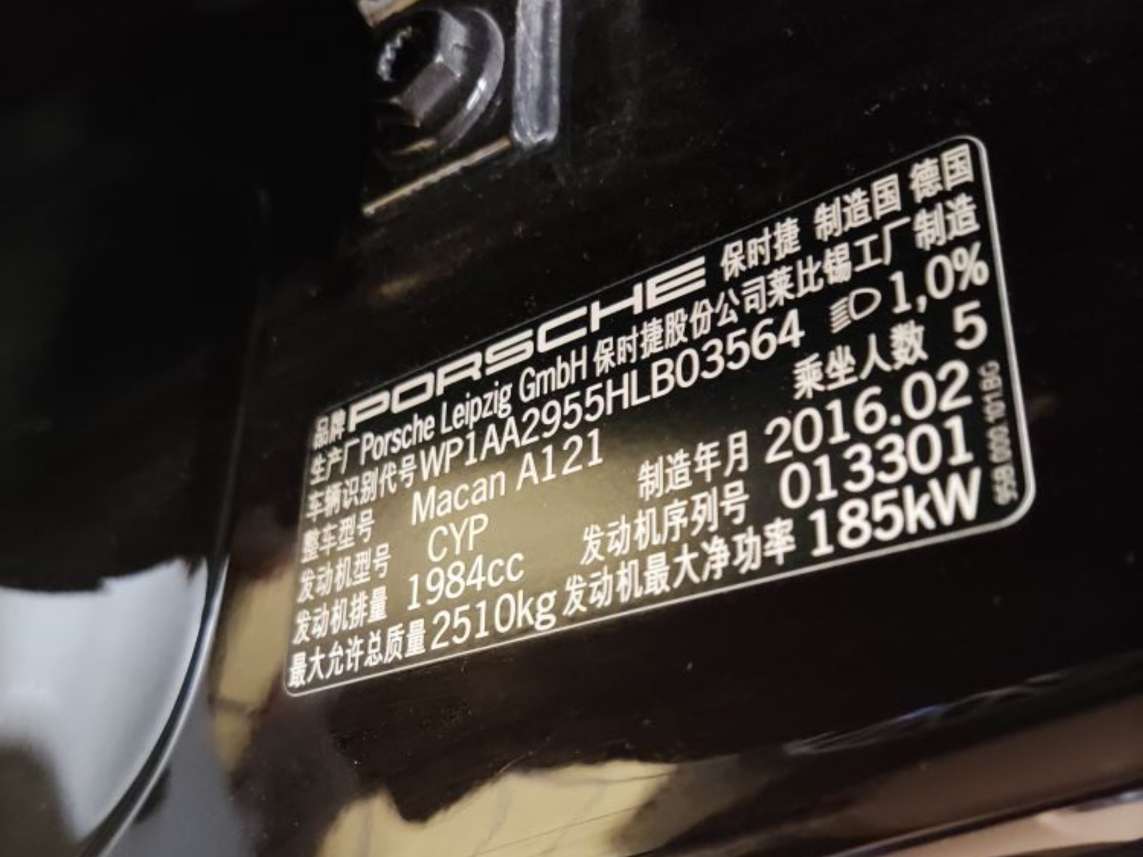 品牌 PORSCHE 保时捷 制造国 德国
生产厂 Porsche Leipzig GmbH 保时捷股份公司莱比锡工厂制造
车辆识别代号 WP1AA2955HLB03564 1,0%
整车型号 Macan A121 乘坐人数 5
发动机型号 CYP 制造年月 2016.02
发动机排量 1984cc 发动机序列号 013301
最大允许总质量 2510kg 发动机最大净功率 185kW
95B 000 101 BG